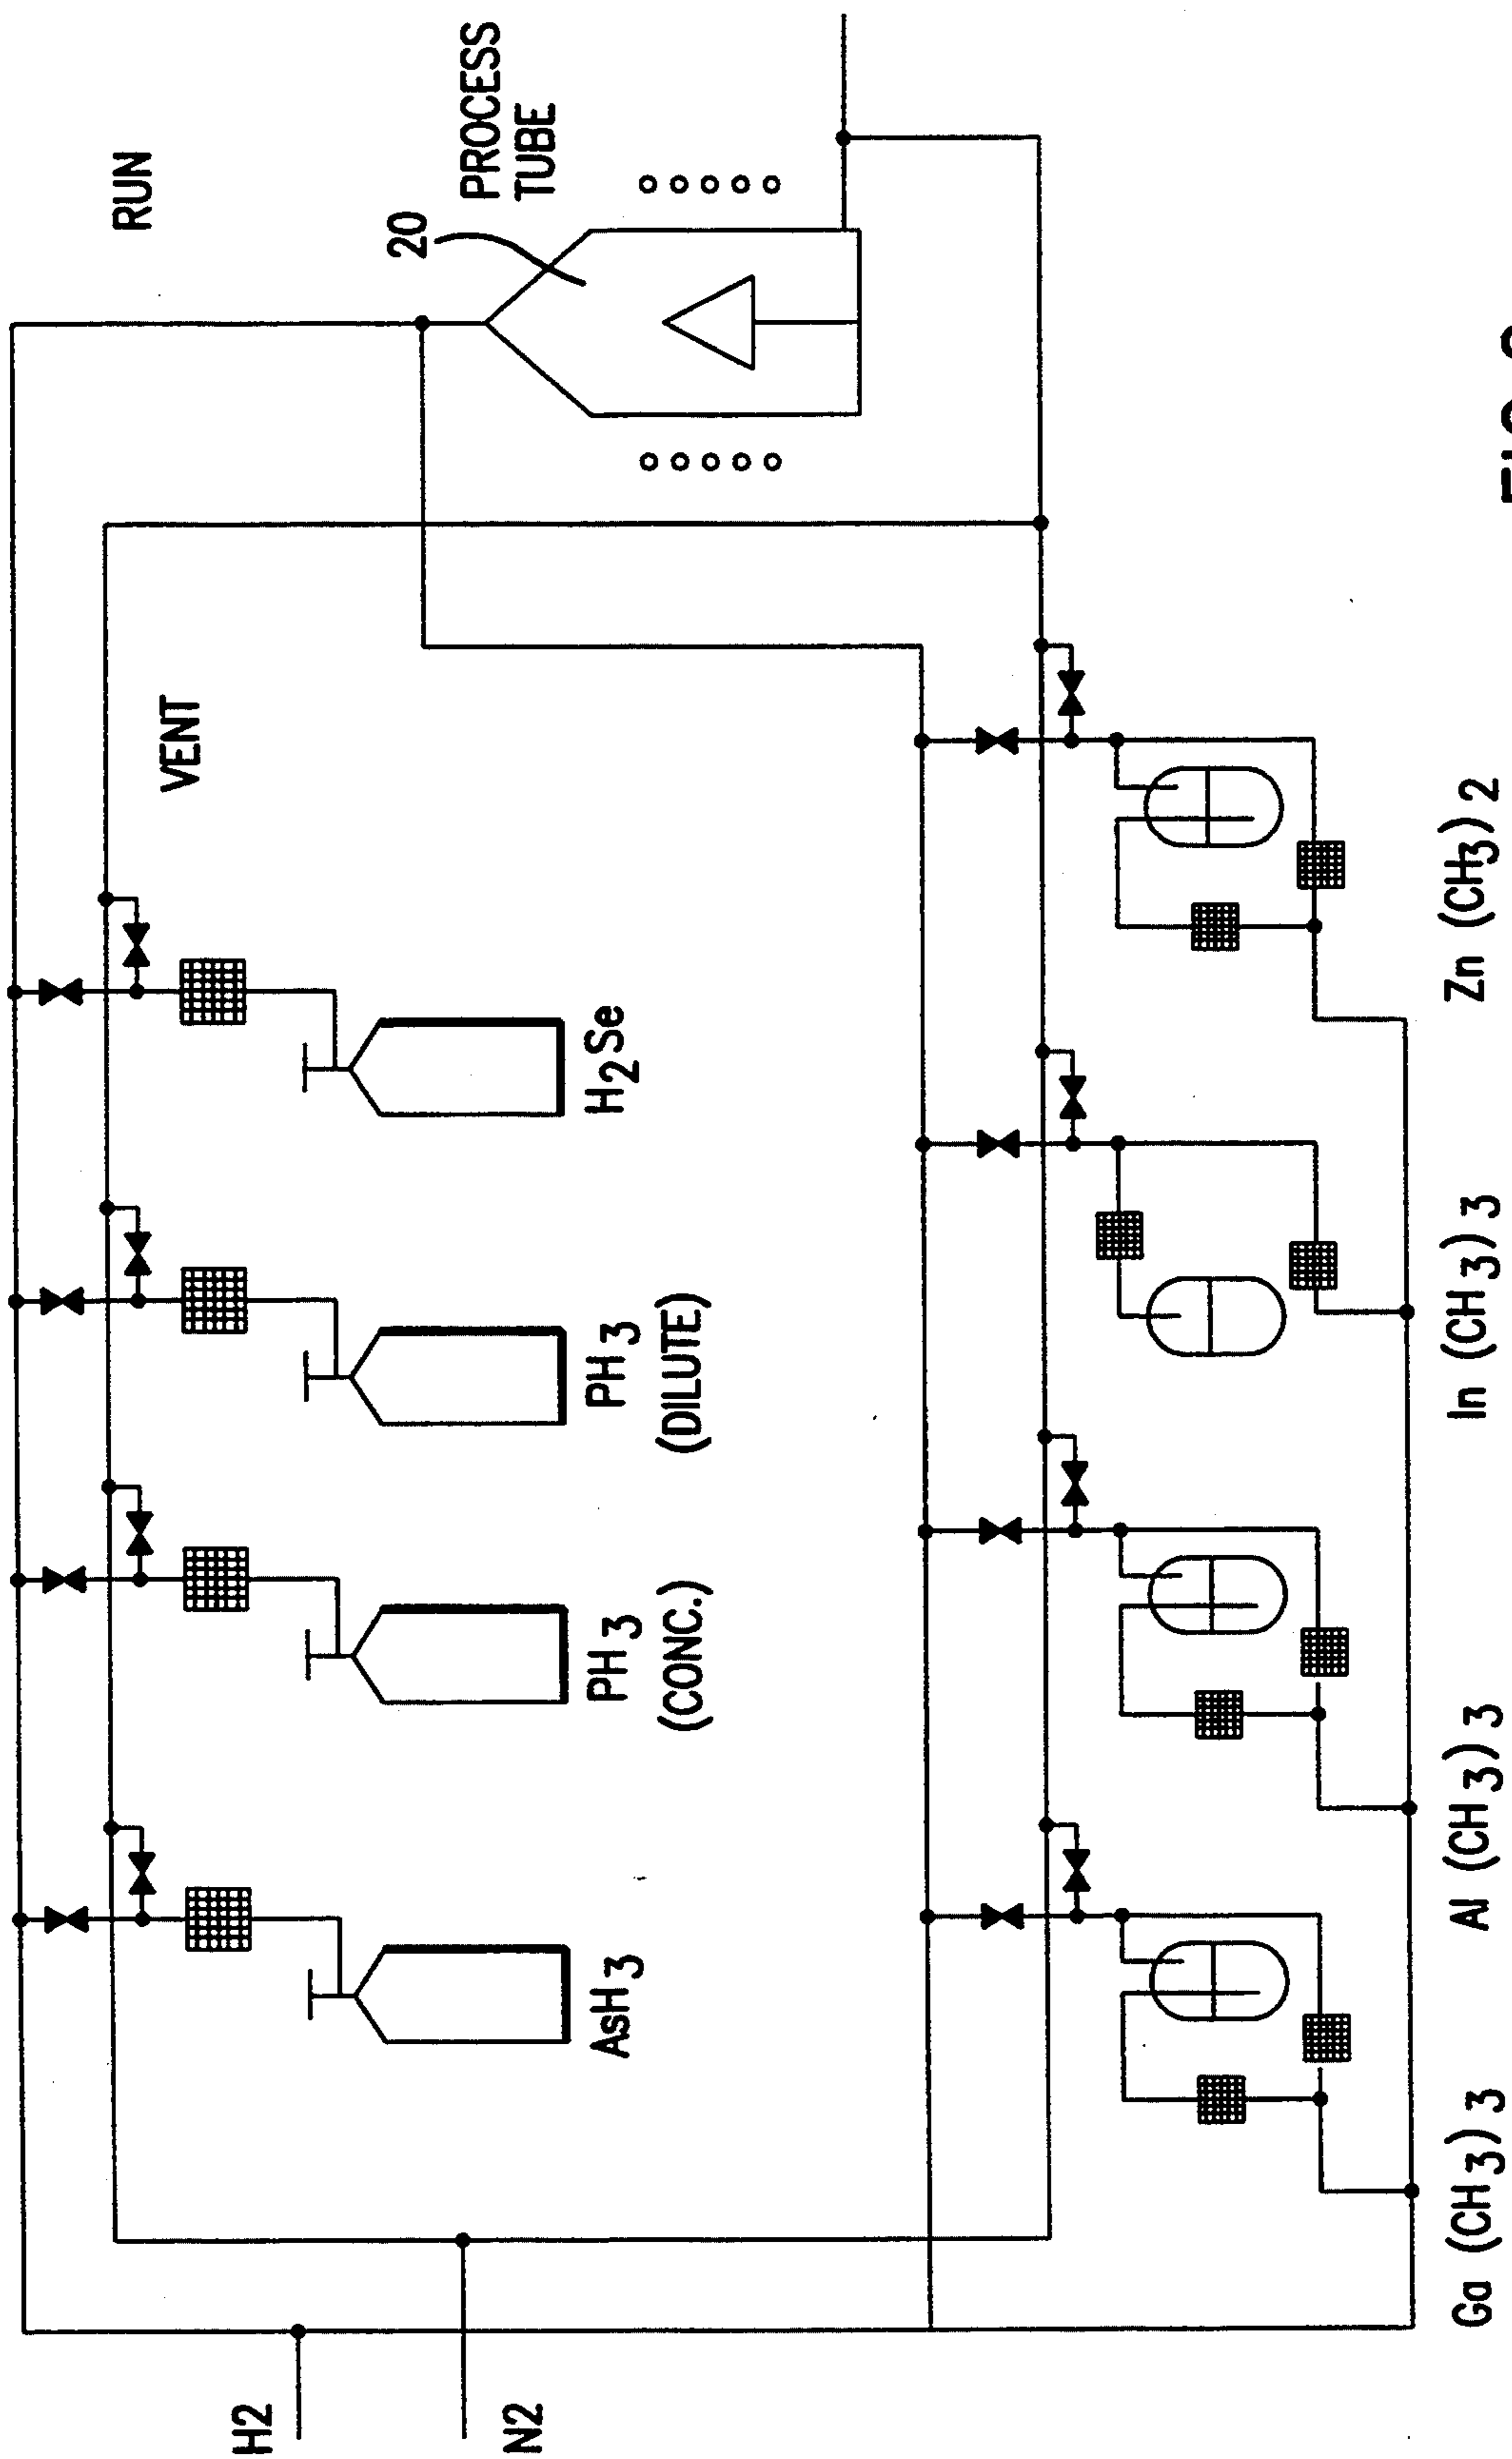 RUN
20
PROCESS
TUBE
VENT
H2Se
PH3
(DILUTE)
PH3
(CONC.)
AsH3
H2
N2
Ga (CH3)3
Al (CH3)3
In (CH3)3
Zn (CH3)2